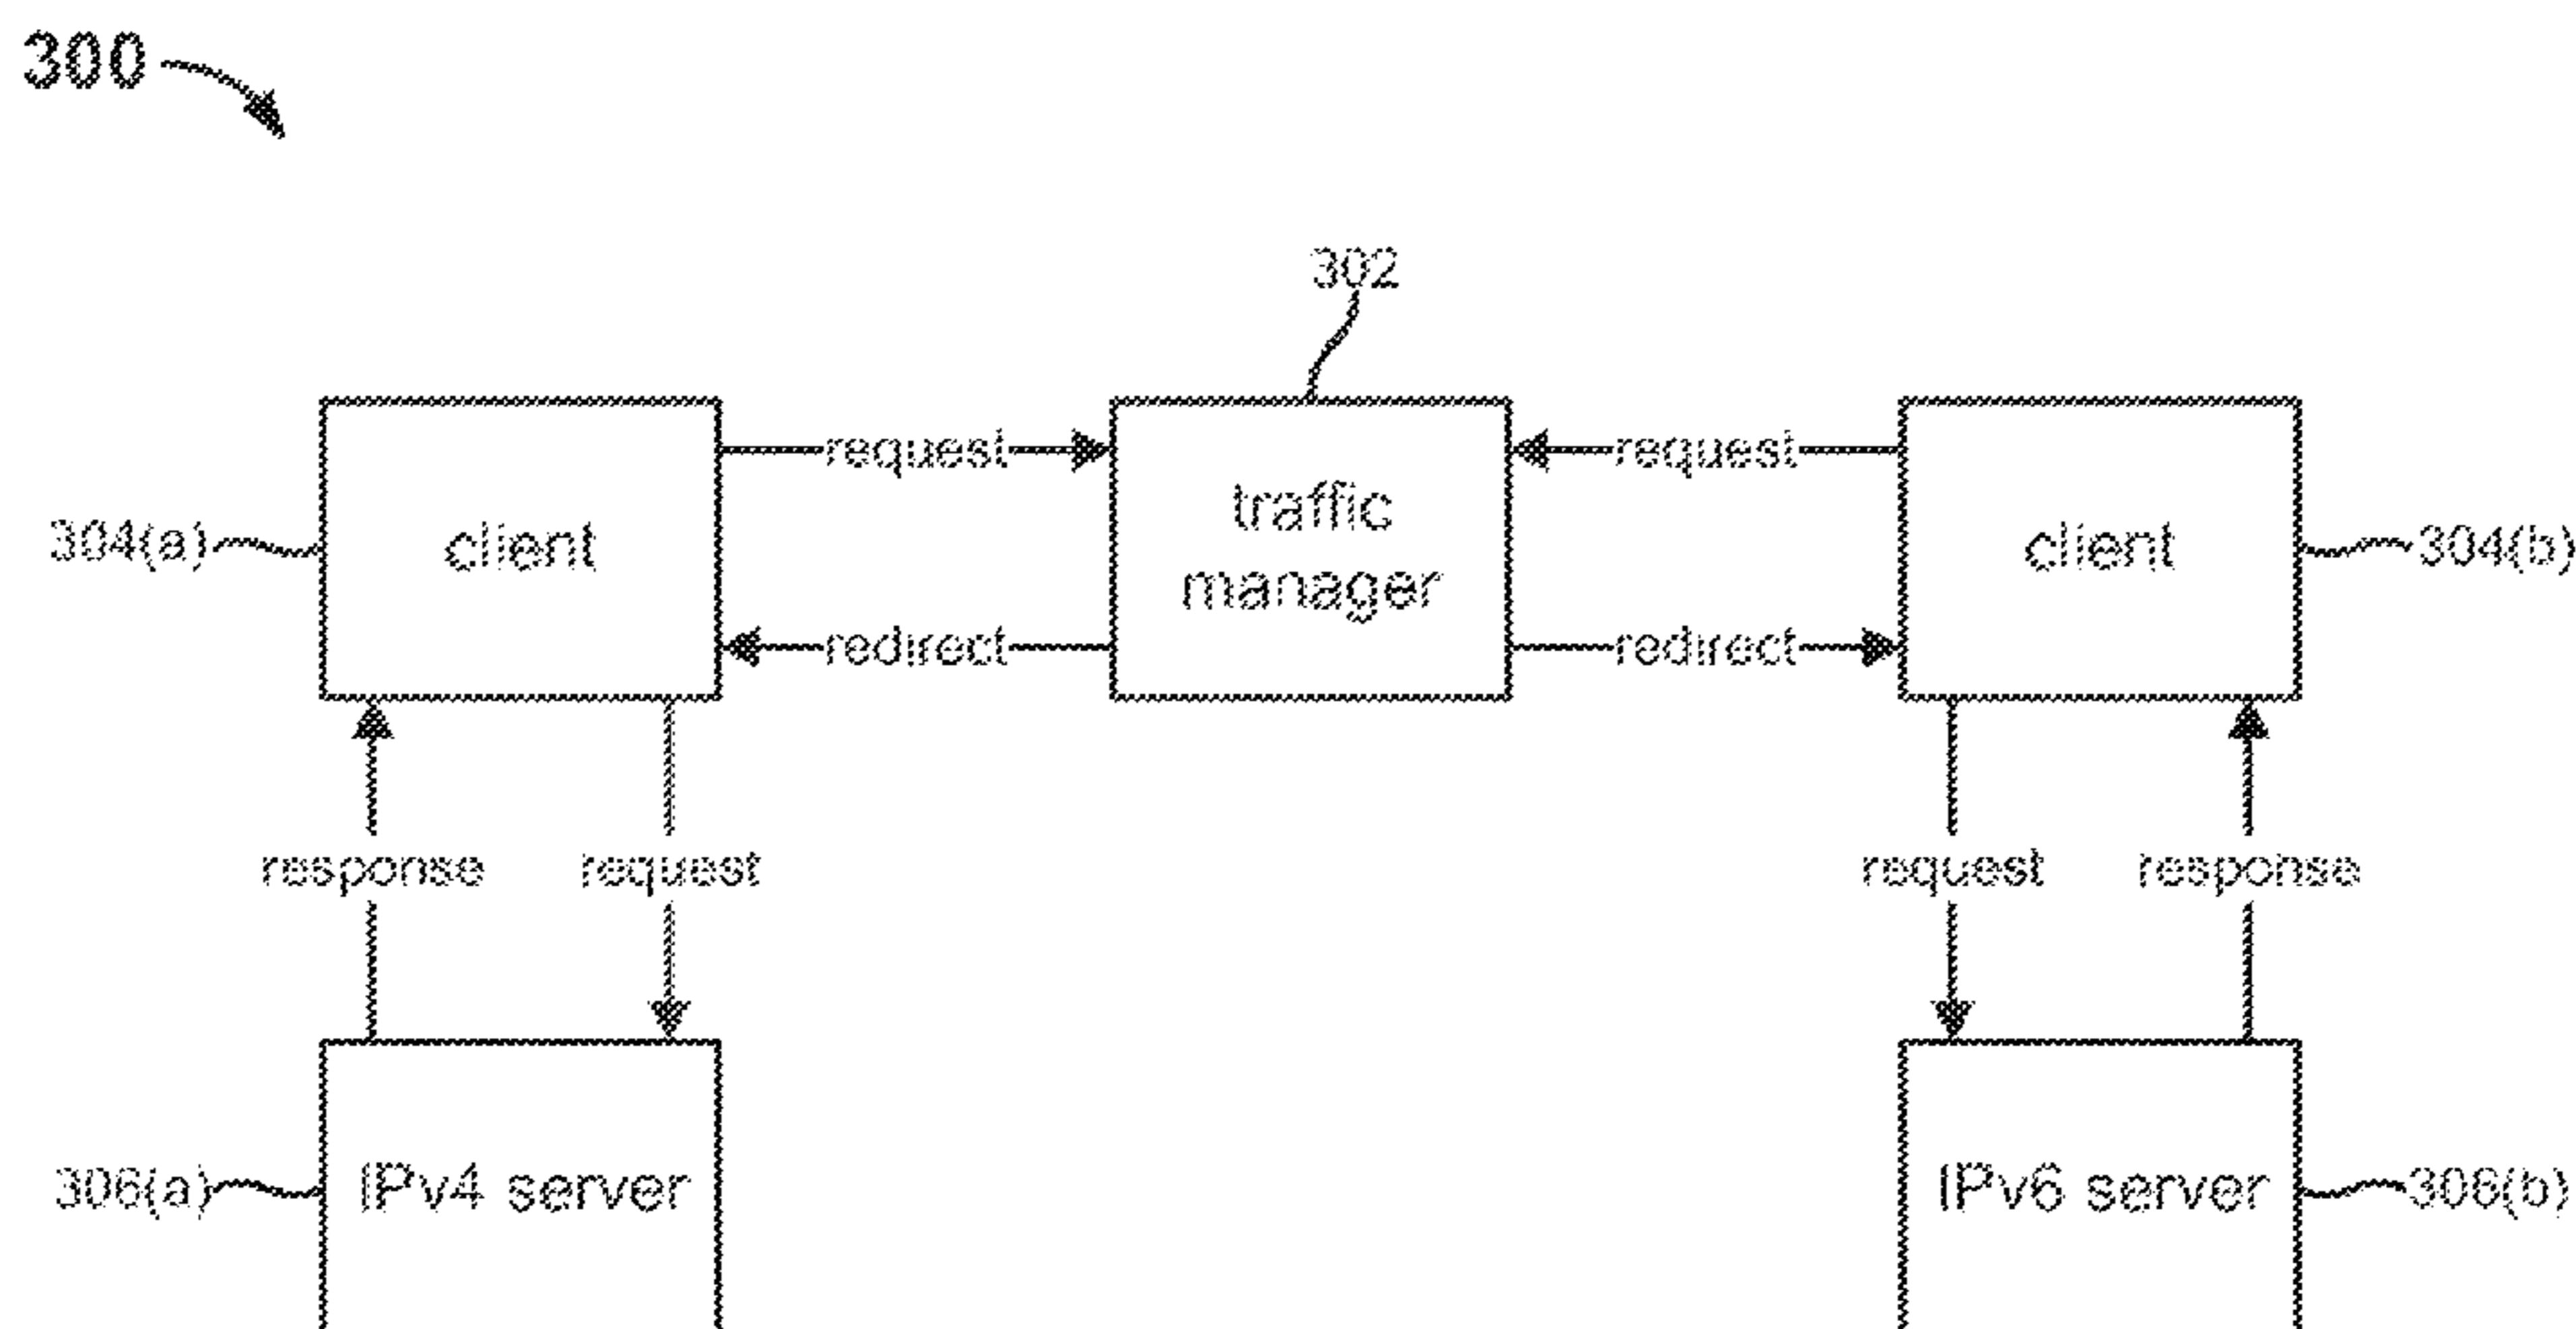 300
302
request
request
304(a)
client
traffic
manager
client
304(b)
redirect
redirect
response
request
request
response
306(a)
IPv4 server
IPv6 server
306(b)